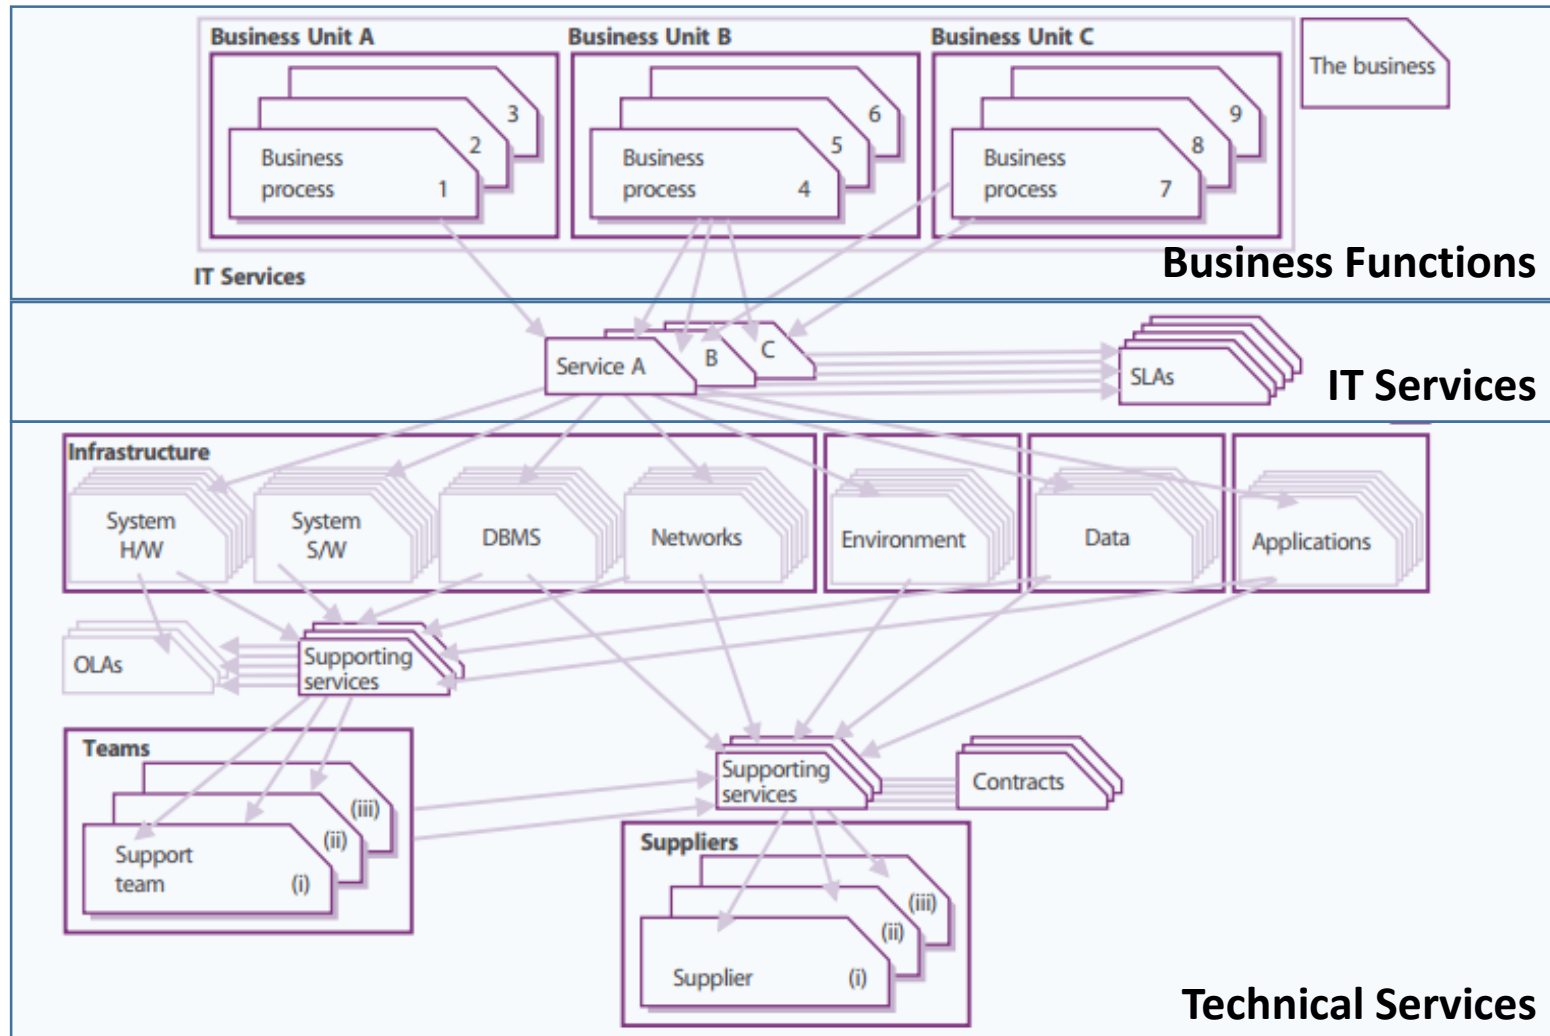 Business Unit A
Business Unit B
Business Unit C
The business
3
2
Business
process
1
6
5
Business
process
4
9
8
Business
process
7
Business Functions
IT Services
Service A
B
C
SLAs
IT Services
Infrastructure
System
H/W
System
S/W
DBMS
Networks
Environment
Data
Applications
OLAs
Supporting
services
Teams
(iii)
(ii)
Support
team
(i)
Supporting
services
Contracts
Suppliers
(iii)
(ii)
Supplier
(i)
Technical Services